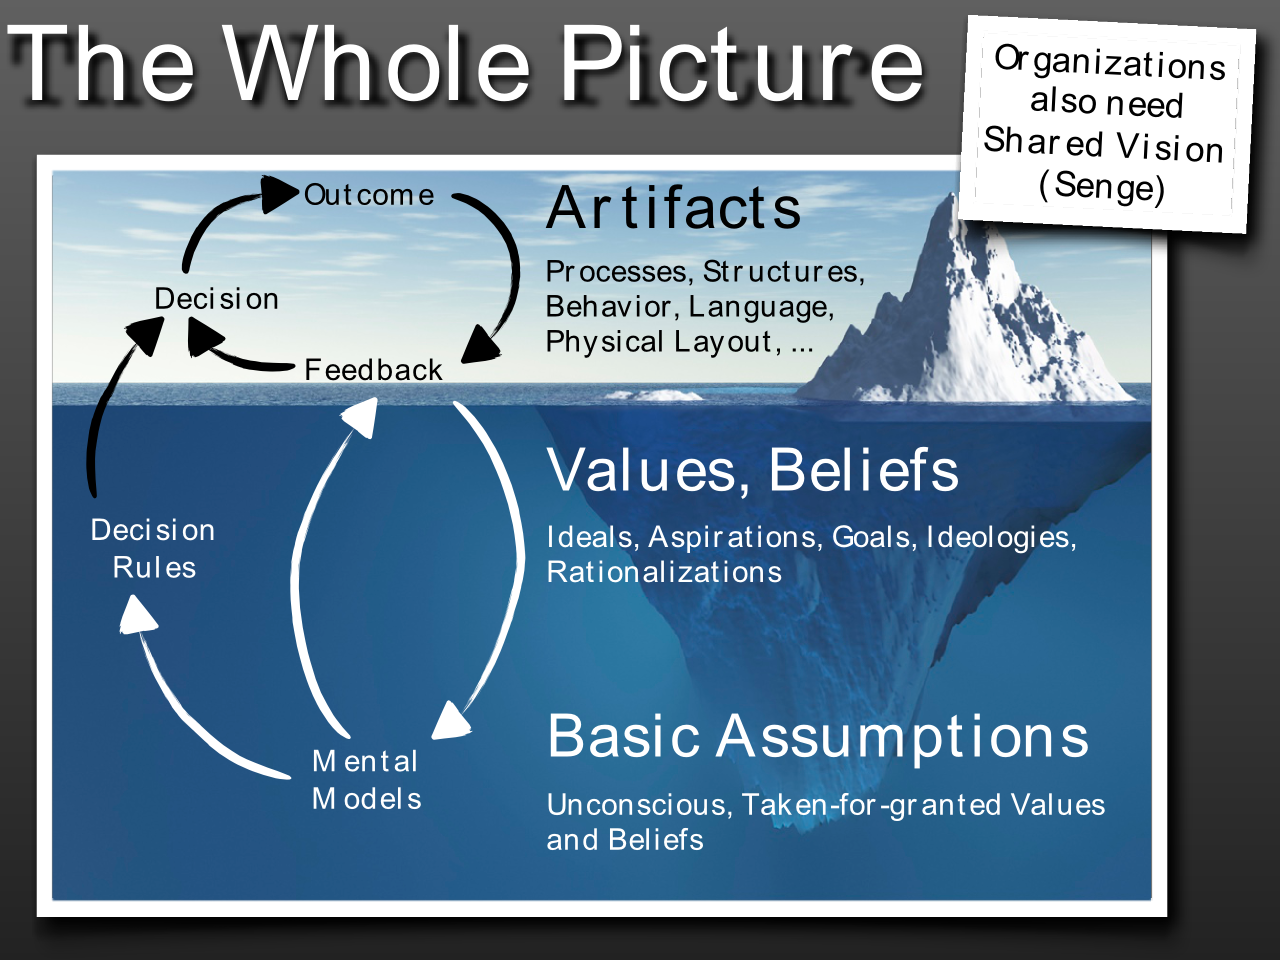 The Whole Picture
Organizations
also need
Shared Vision
(Senge)
Outcome
Decision
Feedback
Artifacts
Processes, Structures,
Behavior, Language,
Physical Layout, ...
Decision
Rules
Mental
Models
Values, Beliefs
Ideals, Aspirations, Goals, Ideologies,
Rationalizations
Basic Assumptions
Unconscious, Taken-for-granted Values
and Beliefs